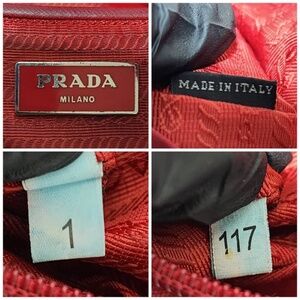 PRADA
MILANO
MADE IN ITALY
1
117